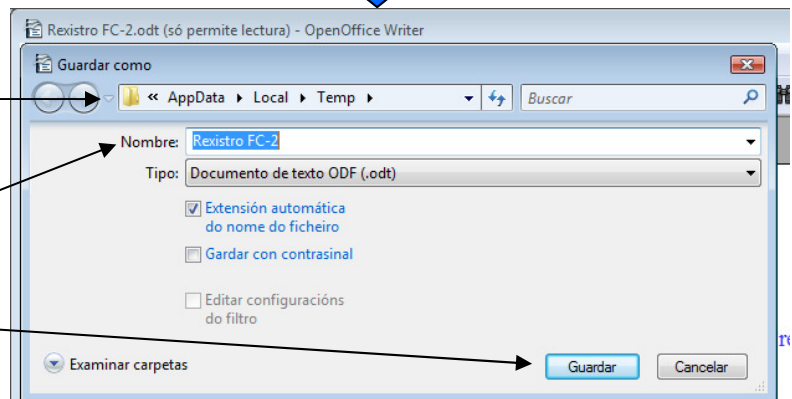 Rexistro FC-2.odt (só permite lectura) - OpenOffice Writer
Guardar como
« AppData Local Temp
Buscar
Nombre: Rexistro FC-2
Tipo: Documento de texto ODF (.odt)
Extensión automática
do nome do ficheiro
Gardar con contrasinal
Editar configuracións
do filtro
re
Examinar carpetas
Guardar
Cancelar